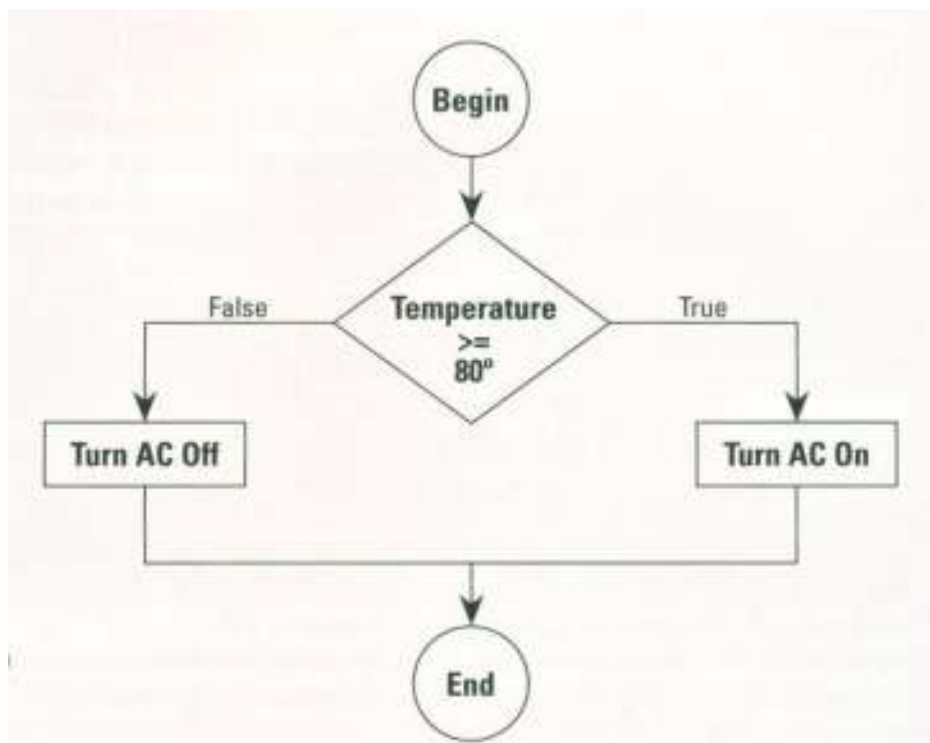 Begin
False
Temperature
>=
80º
True
Turn AC Off
Turn AC On
End